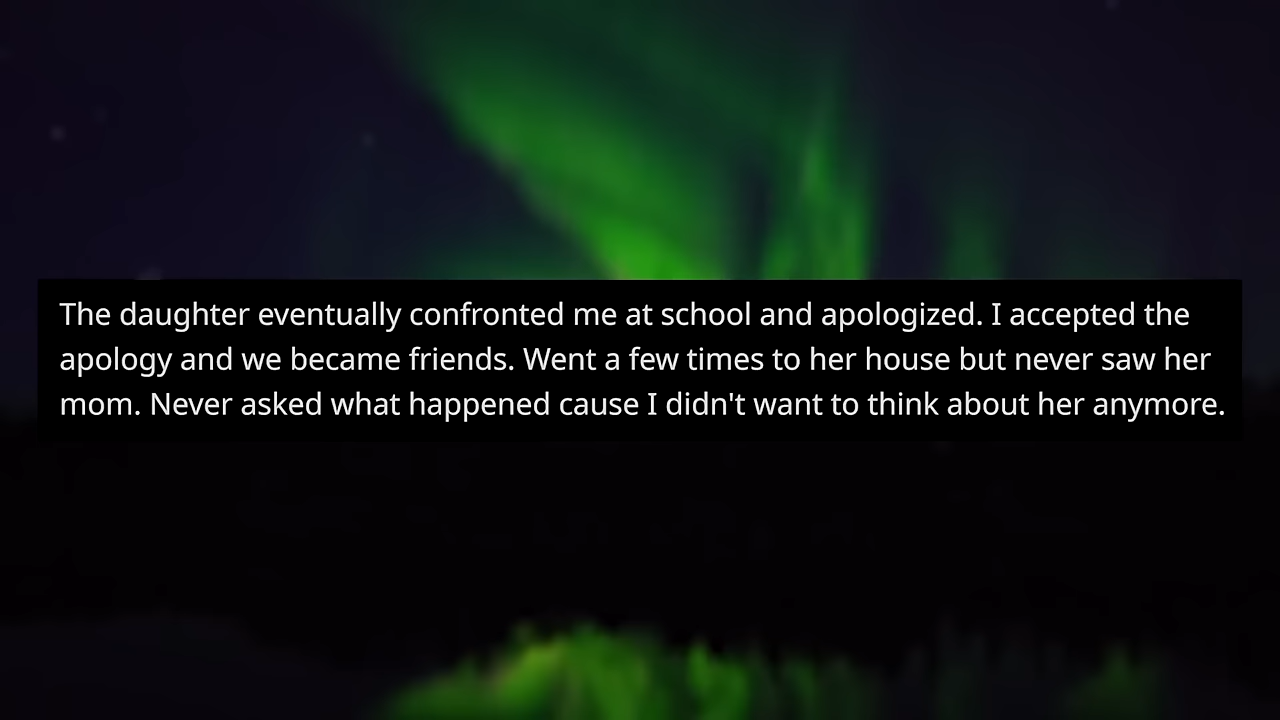 The daughter eventually confronted me at school and apologized. I accepted the
apology and we became friends. Went a few times to her house but never saw her
mom. Never asked what happened cause I didn't want to think about her anymore.